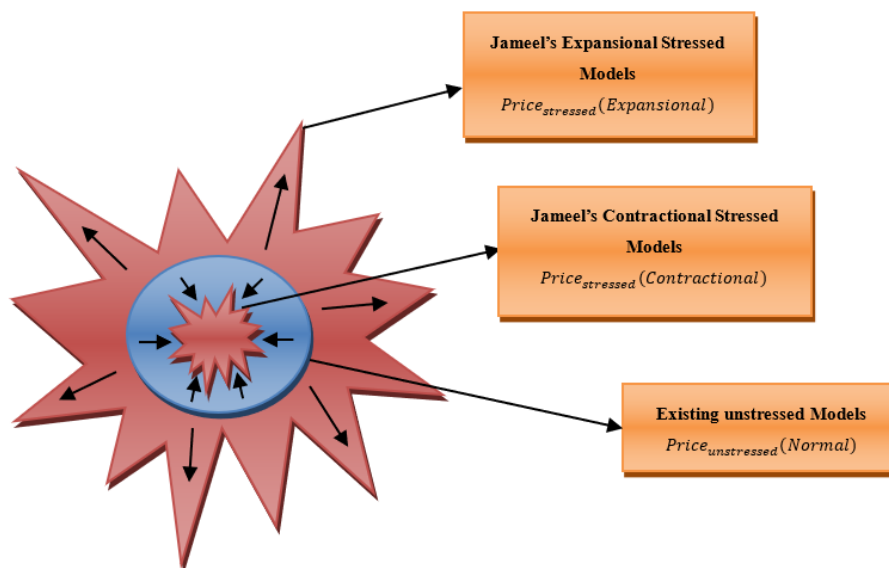 Jameel's Expansional Stressed
Models
Price_stressed(Expansional)
Jameel's Contractional Stressed
Models
Price_stressed(Contractional)
Existing unstressed Models
Price_unstressed(Normal)